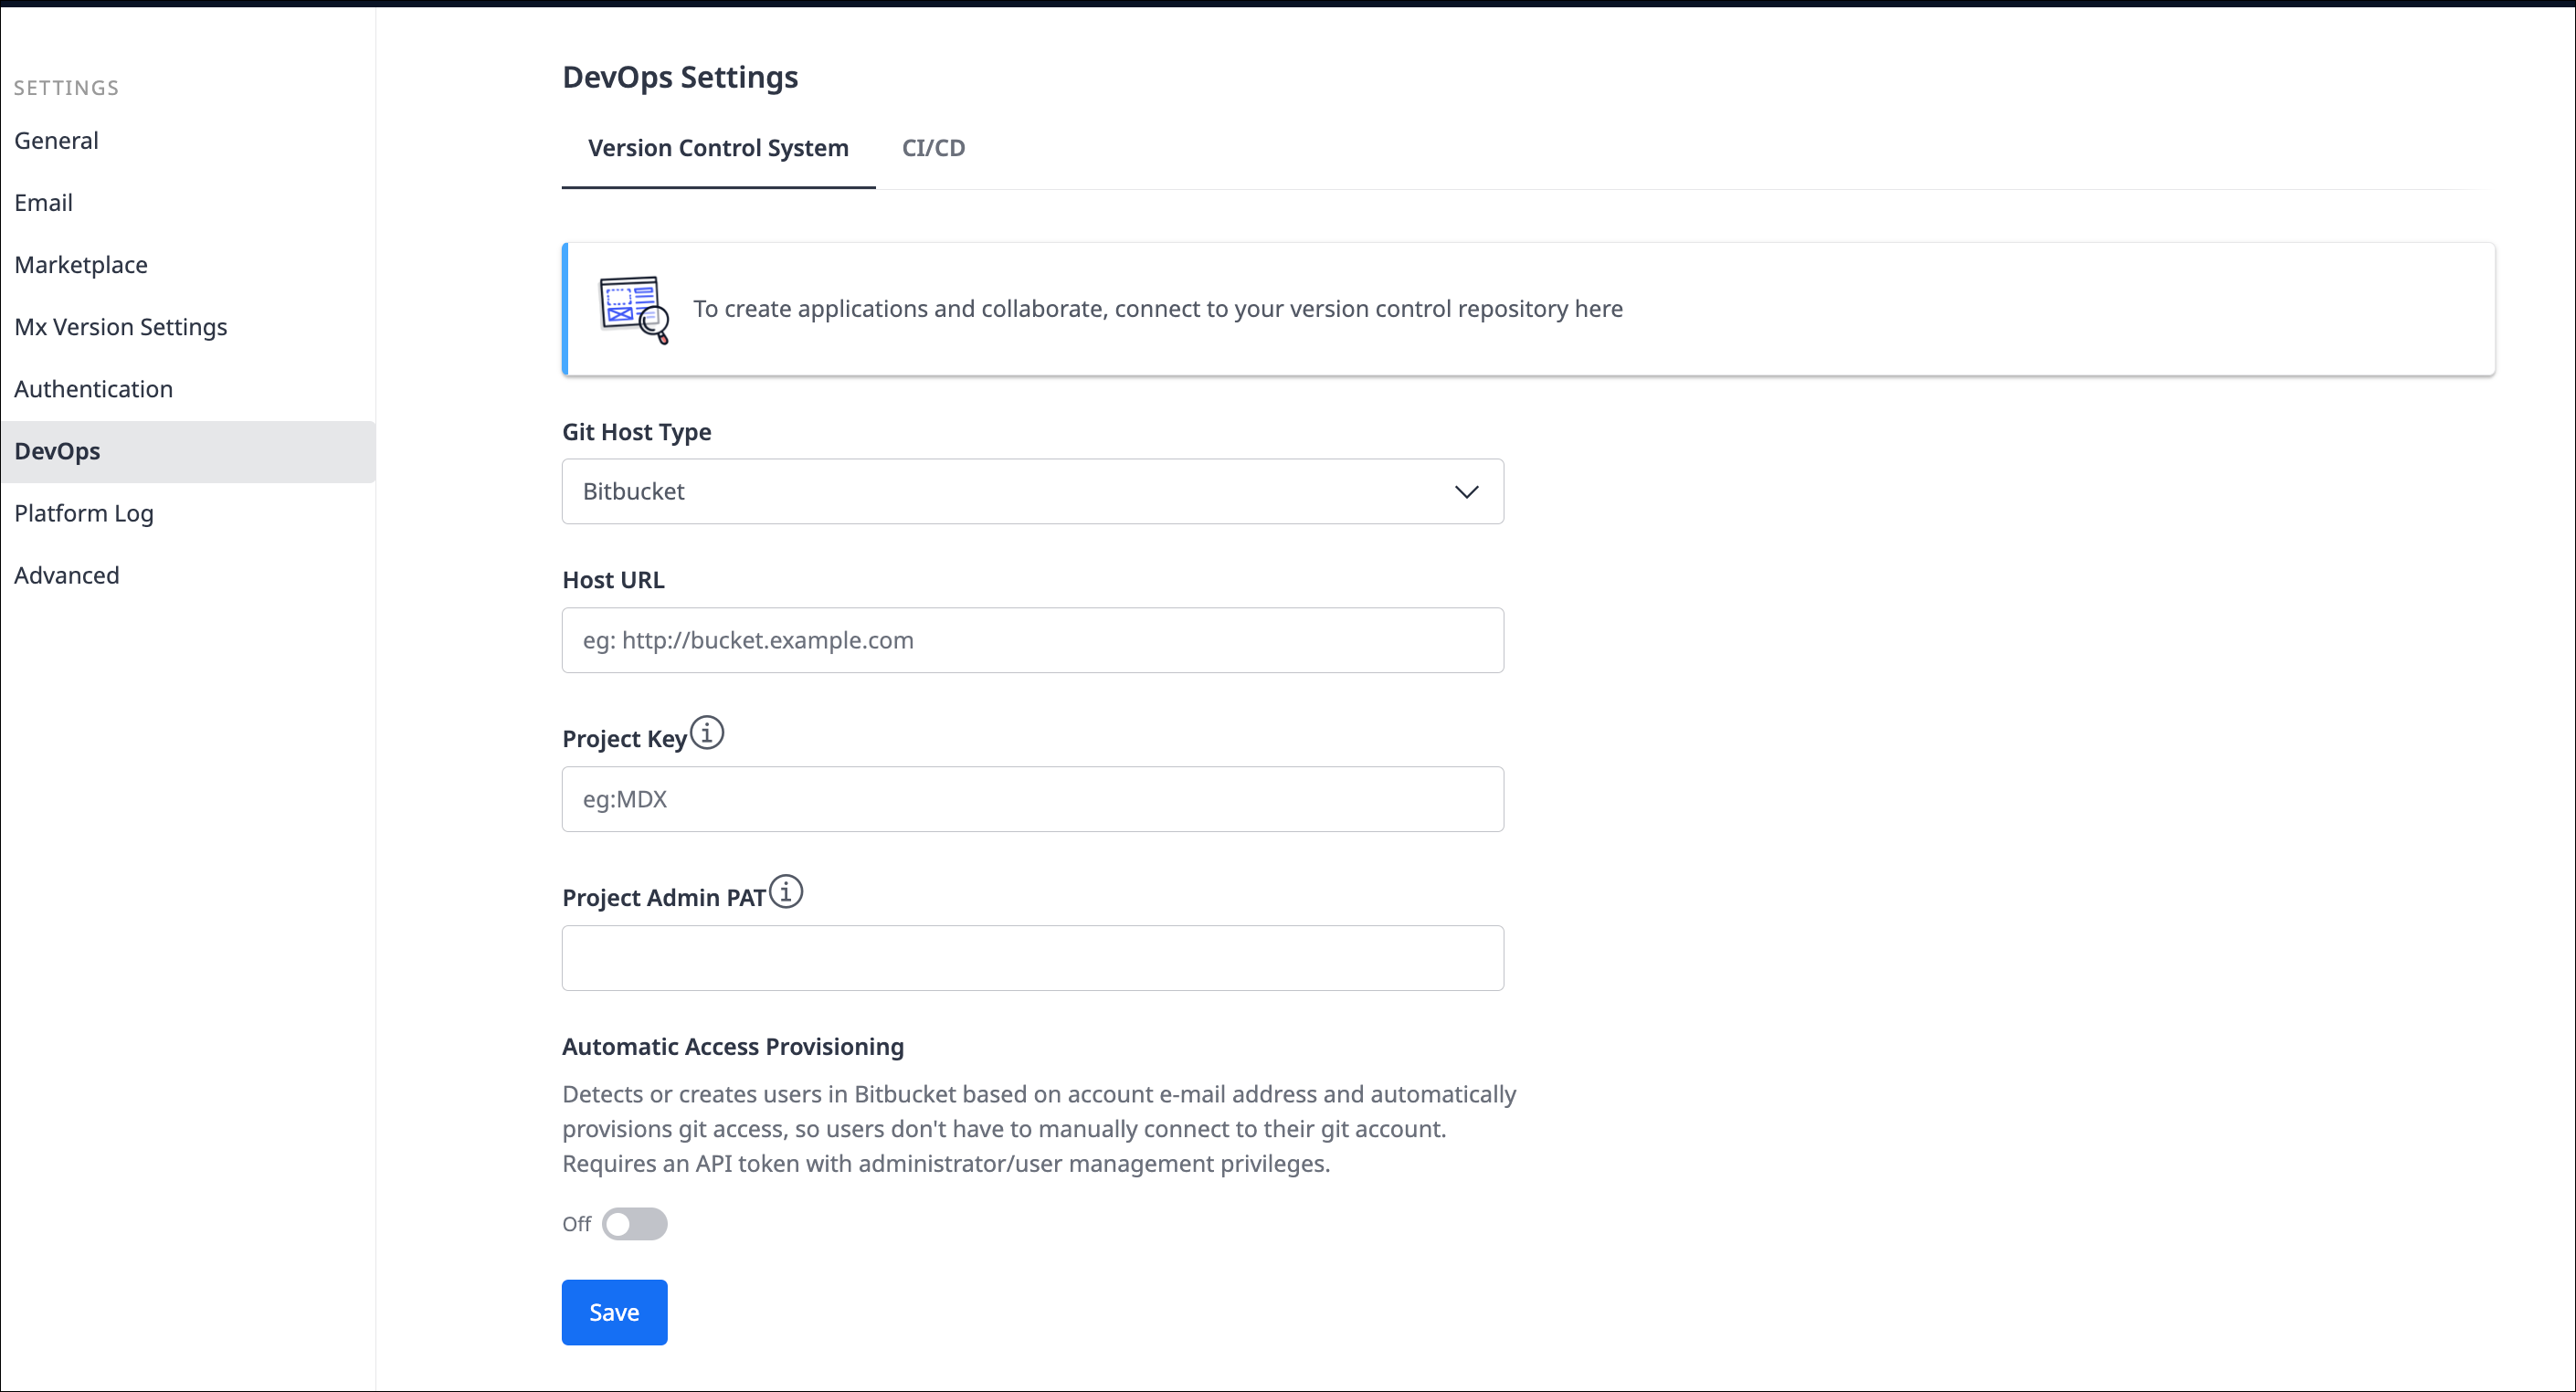 SETTINGS
General
Email
Marketplace
Mx Version Settings
Authentication
DevOps
Platform Log
Advanced
DevOps Settings
Version Control System
CI/CD
To create applications and collaborate, connect to your version control repository here
Git Host Type
Bitbucket
Host URL
eg: http://bucket.example.com
Project Key
eg:MDX
Project Admin PAT
Automatic Access Provisioning
Detects or creates users in Bitbucket based on account e-mail address and automatically
provisions git access, so users don't have to manually connect to their git account.
Requires an API token with administrator/user management privileges.
Off
Save